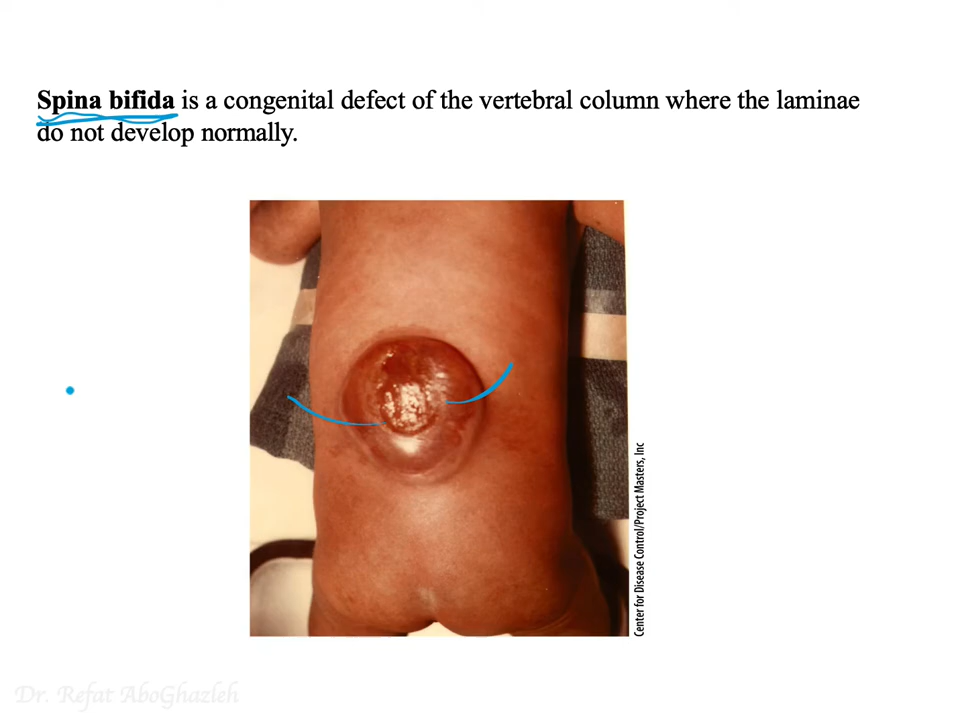 Spina bifida is a congenital defect of the vertebral column where the laminae
do not develop normally.
Center for Disease Control/Project Masters, Inc
Dr. Refat AboGhazleh